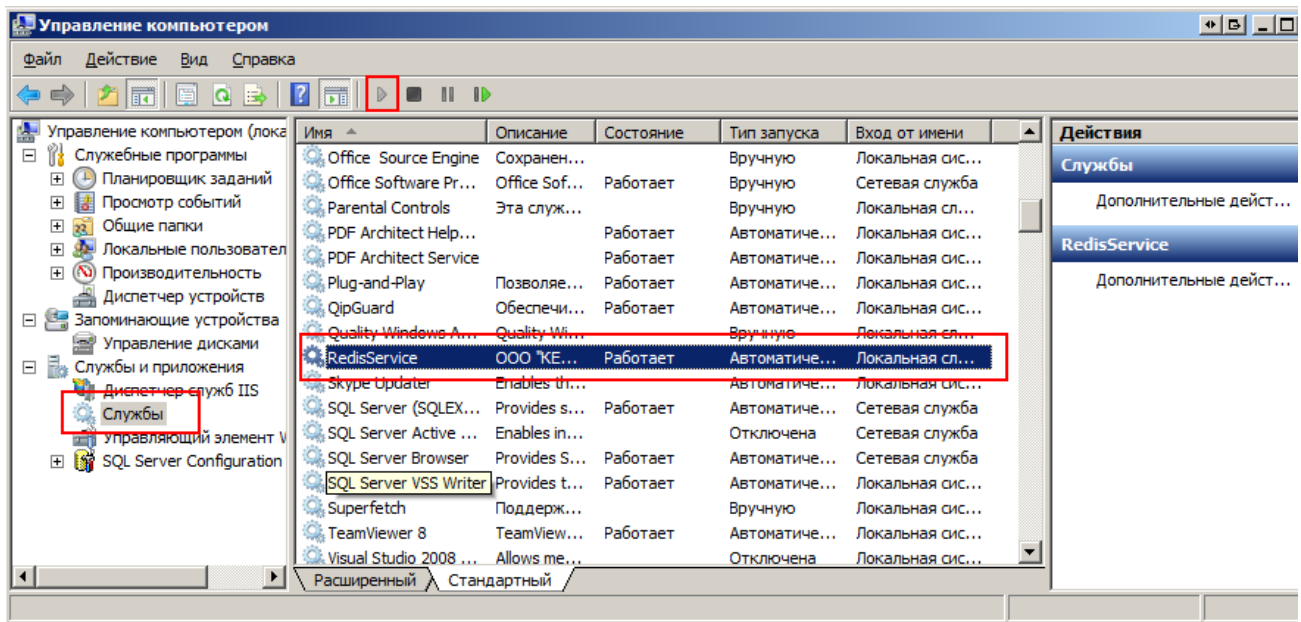 Управление компьютером
Файл Действие Вид Справка
Управление компьютером (лока
Служебные программы
Планировщик заданий
Просмотр событий
Общие папки
Локальные пользовател
Производительность
Диспетчер устройств
Запоминающие устройства
Управление дисками
Службы и приложения
Диспетчер служб IIS
Службы
Управляющий элемент W
SQL Server Configuration
Имя Описание Состояние Тип запуска Вход от имени
Office Source Engine Сохранен... Вручную Локальная сис...
Office Software Pr... Office Sof... Работает Вручную Сетевая служба
Parental Controls Эта служ... Вручную Локальная сл...
PDF Architect Help... Работает Автоматиче... Локальная сис...
PDF Architect Service Работает Автоматиче... Локальная сис...
Plug-and-Play Позволяе... Работает Автоматиче... Локальная сис...
QipGuard Обеспечи... Работает Автоматиче... Локальная сис...
Quality Windows A... Quality Wi... Вручную Локальная сл...
RedisService ООО "КЕ... Работает Автоматиче... Локальная сл...
Skype Updater Enables th... Автоматиче... Локальная сис...
SQL Server (SQLEX... Provides s... Работает Автоматиче... Сетевая служба
SQL Server Active ... Enables in... Отключена Сетевая служба
SQL Server Browser Provides S... Работает Автоматиче... Сетевая служба
SQL Server VSS Writer Provides t... Работает Автоматиче... Локальная сис...
Superfetch Поддерж... Вручную Локальная сис...
TeamViewer 8 TeamView... Работает Автоматиче... Локальная сис...
Visual Studio 2008 ... Allows me... Отключена Локальная сис...
Расширенный Стандартный
Действия
Службы
Дополнительные дейст...
RedisService
Дополнительные дейст...